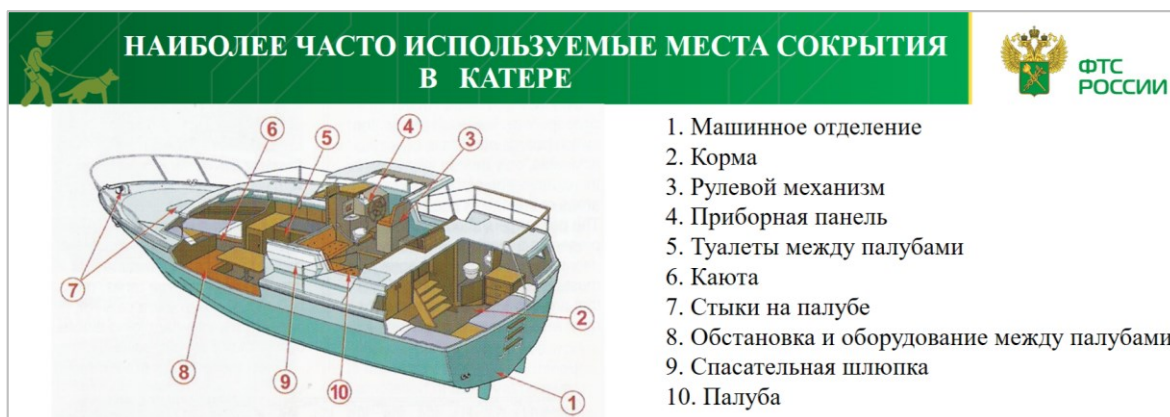 НАИБОЛЕЕ ЧАСТО ИСПОЛЬЗУЕМЫЕ МЕСТА СОКРЫТИЯ
В КАТЕРЕ
ФТС
РОССИИ
6
5
4
3
7
8
9
10
2
1
1. Машинное отделение
2. Корма
3. Рулевой механизм
4. Приборная панель
5. Туалеты между палубами
6. Каюта
7. Стыки на палубе
8. Обстановка и оборудование между палубами
9. Спасательная шлюпка
10. Палуба